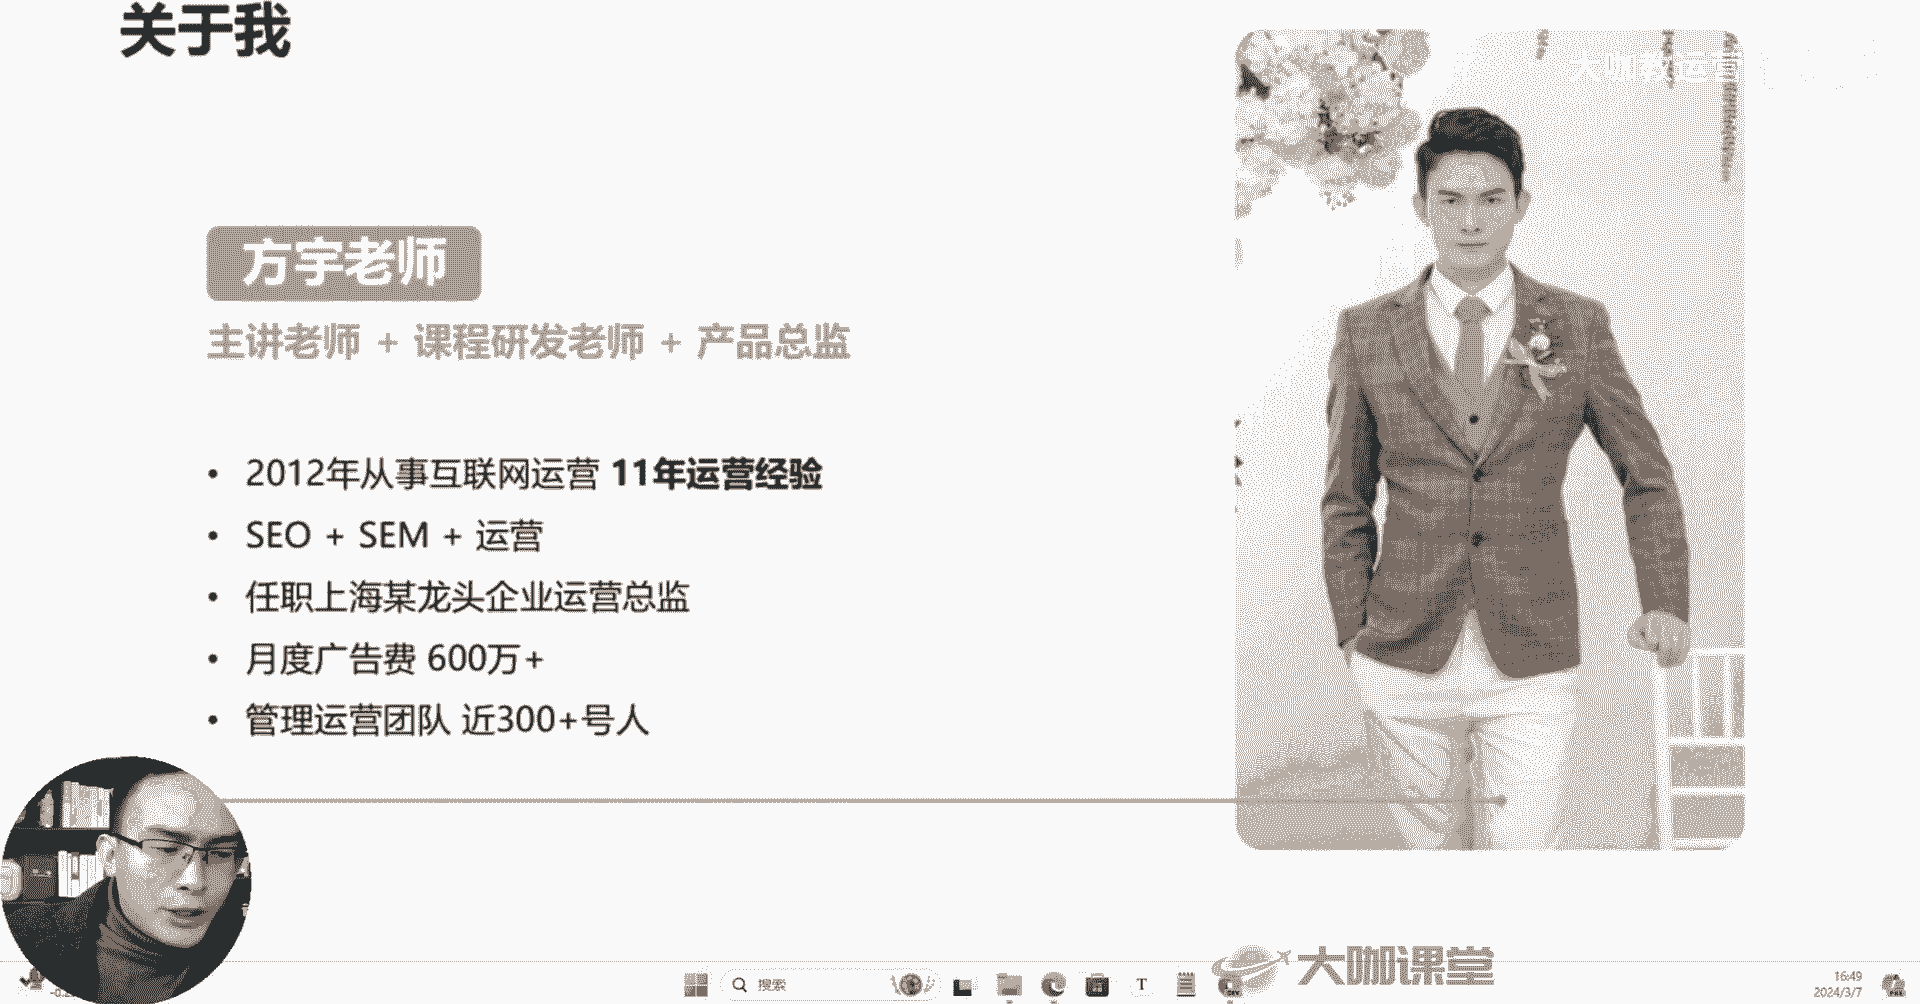 关于我
大咖教运营
方宇老师
主讲老师 + 课程研发老师 + 产品总监
• 2012年从事互联网运营 11年运营经验
• SEO + SEM + 运营
• 任职上海某龙头企业运营总监
• 月度广告费 600万+
• 管理运营团队 近300+号人
大咖课堂
搜索
T
16:49
2024/3/7